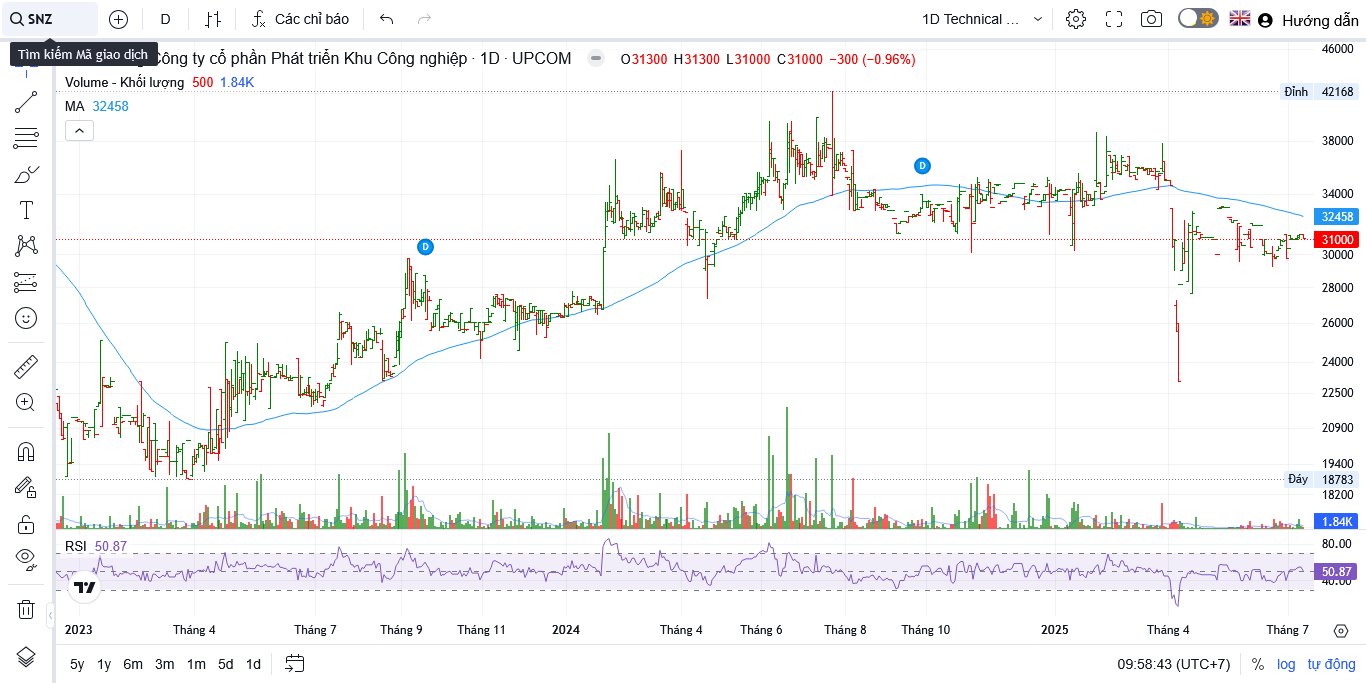 SNZ
D
Các chỉ báo
1D Technical ...
Hướng dẫn
Tìm kiếm Mã giao dịch
Công ty cổ phần Phát triển Khu Công nghiệp · 1D · UPCOM
O31300 H31300 L31000 C31000 −300 (−0.96%)
Volume - Khối lượng 500 1.84K
MA 32458
46000
Đỉnh 42168
38000
34000
32458
31000
30000
28000
26000
24000
22500
20900
19400
Đáy 18783
18200
1.84K
D
D
RSI 50.87
80.00
50.87
40.00
2023 Tháng 4 Tháng 7 Tháng 9 Tháng 11 2024 Tháng 4 Tháng 6 Tháng 8 Tháng 10 2025 Tháng 4 Tháng 7
5y 1y 6m 3m 1m 5d 1d
09:58:43 (UTC+7) % log tự động